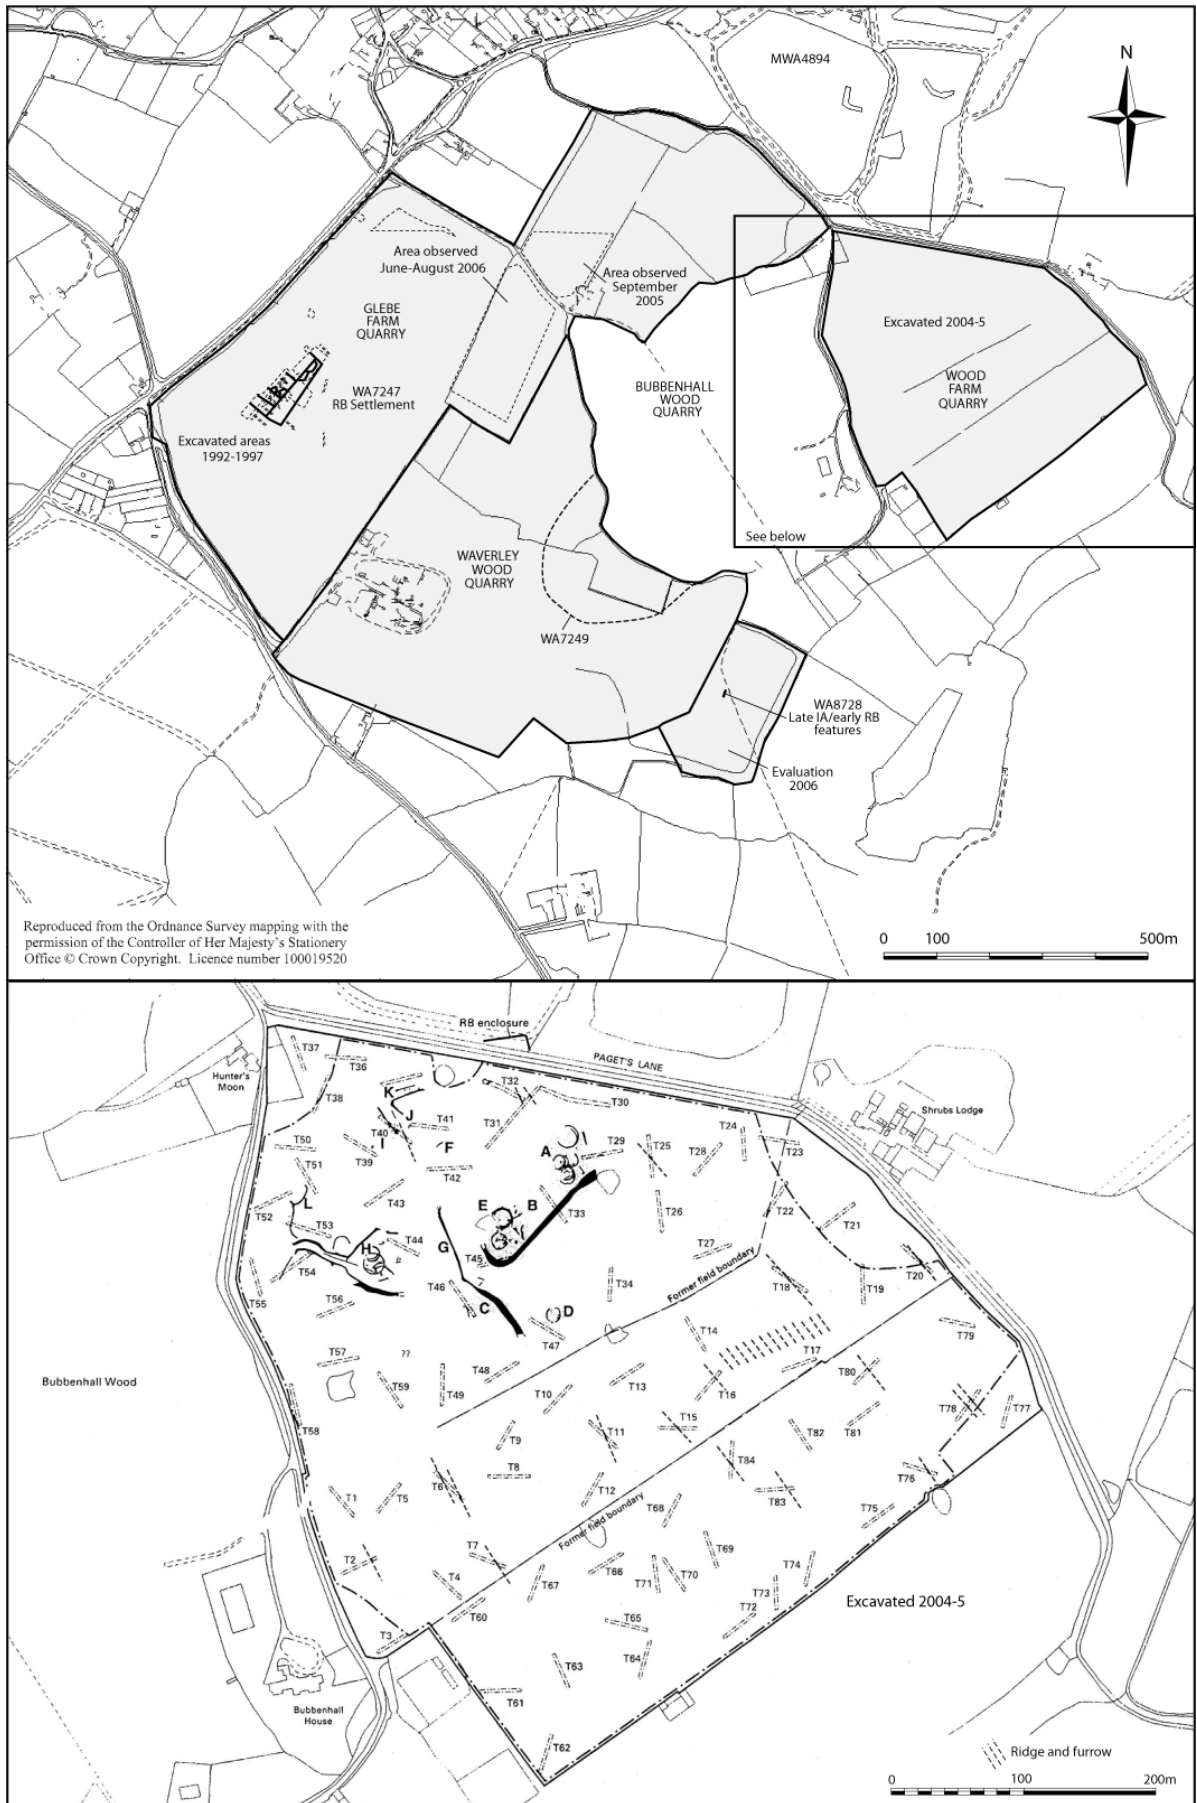 MWA4894
N
Area observed
June-August 2006
Area observed
September
2005
GLEBE
FARM
QUARRY
Excavated 2004-5
WOOD
FARM
QUARRY
BUBBENHALL
WOOD
QUARRY
WA7247
RB Settlement
Excavated areas
1992-1997
See below
WAVERLEY
WOOD
QUARRY
WA7249
WA8728
Late IA/early RB
features
Evaluation
2006
Reproduced from the Ordnance Survey mapping with the
permission of the Controller of Her Majesty's Stationery
Office © Crown Copyright. Licence number 100019520
0 100 500m
RB enclosure
PAGET'S LANE
Hunter's
Moon
Shrubs Lodge
T37
T36
K
T32
T38
J
T41
T31
T30
T40
I
F
T50
T39
A
T29
T25
T28
T24
T23
T51
T42
L
T43
E
B
T33
T26
T22
T21
T52
T53
H
T44
G
T45
T27
T20
T54
T46
T34
Former field boundary
T18
T19
T55
T56
C
D
T47
T14
T79
T57
??
T48
T17
T80
Bubbenhall Wood
T59
T49
T10
T13
T16
T78
T77
T58
T9
T11
T15
T82
T81
T8
T84
T76
T1
T5
T6
T12
T83
Former field boundary
T68
T75
T2
T7
T69
T4
T67
T66
T71
T70
T74
T60
T73
T72
Excavated 2004-5
T3
T65
T63
T64
T61
Bubbenhall
House
T62
Ridge and furrow
0 100 200m